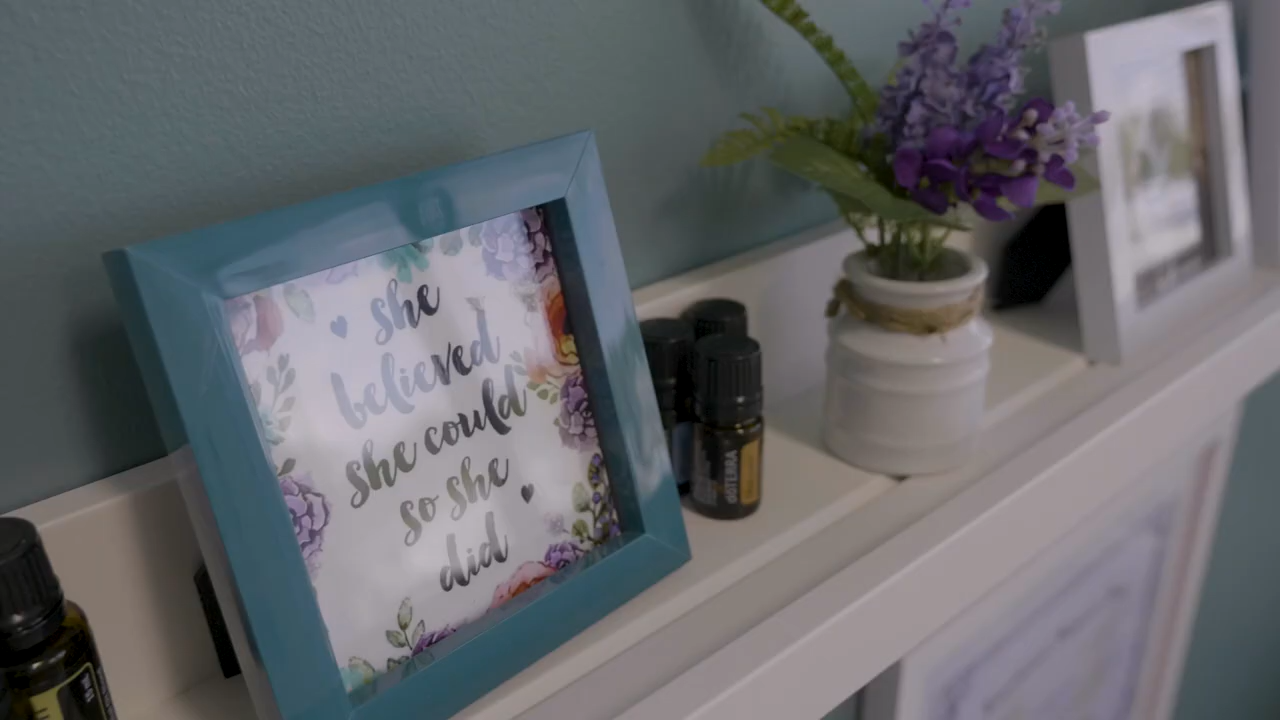 she
believed
she could
so she
did
dōTERRA